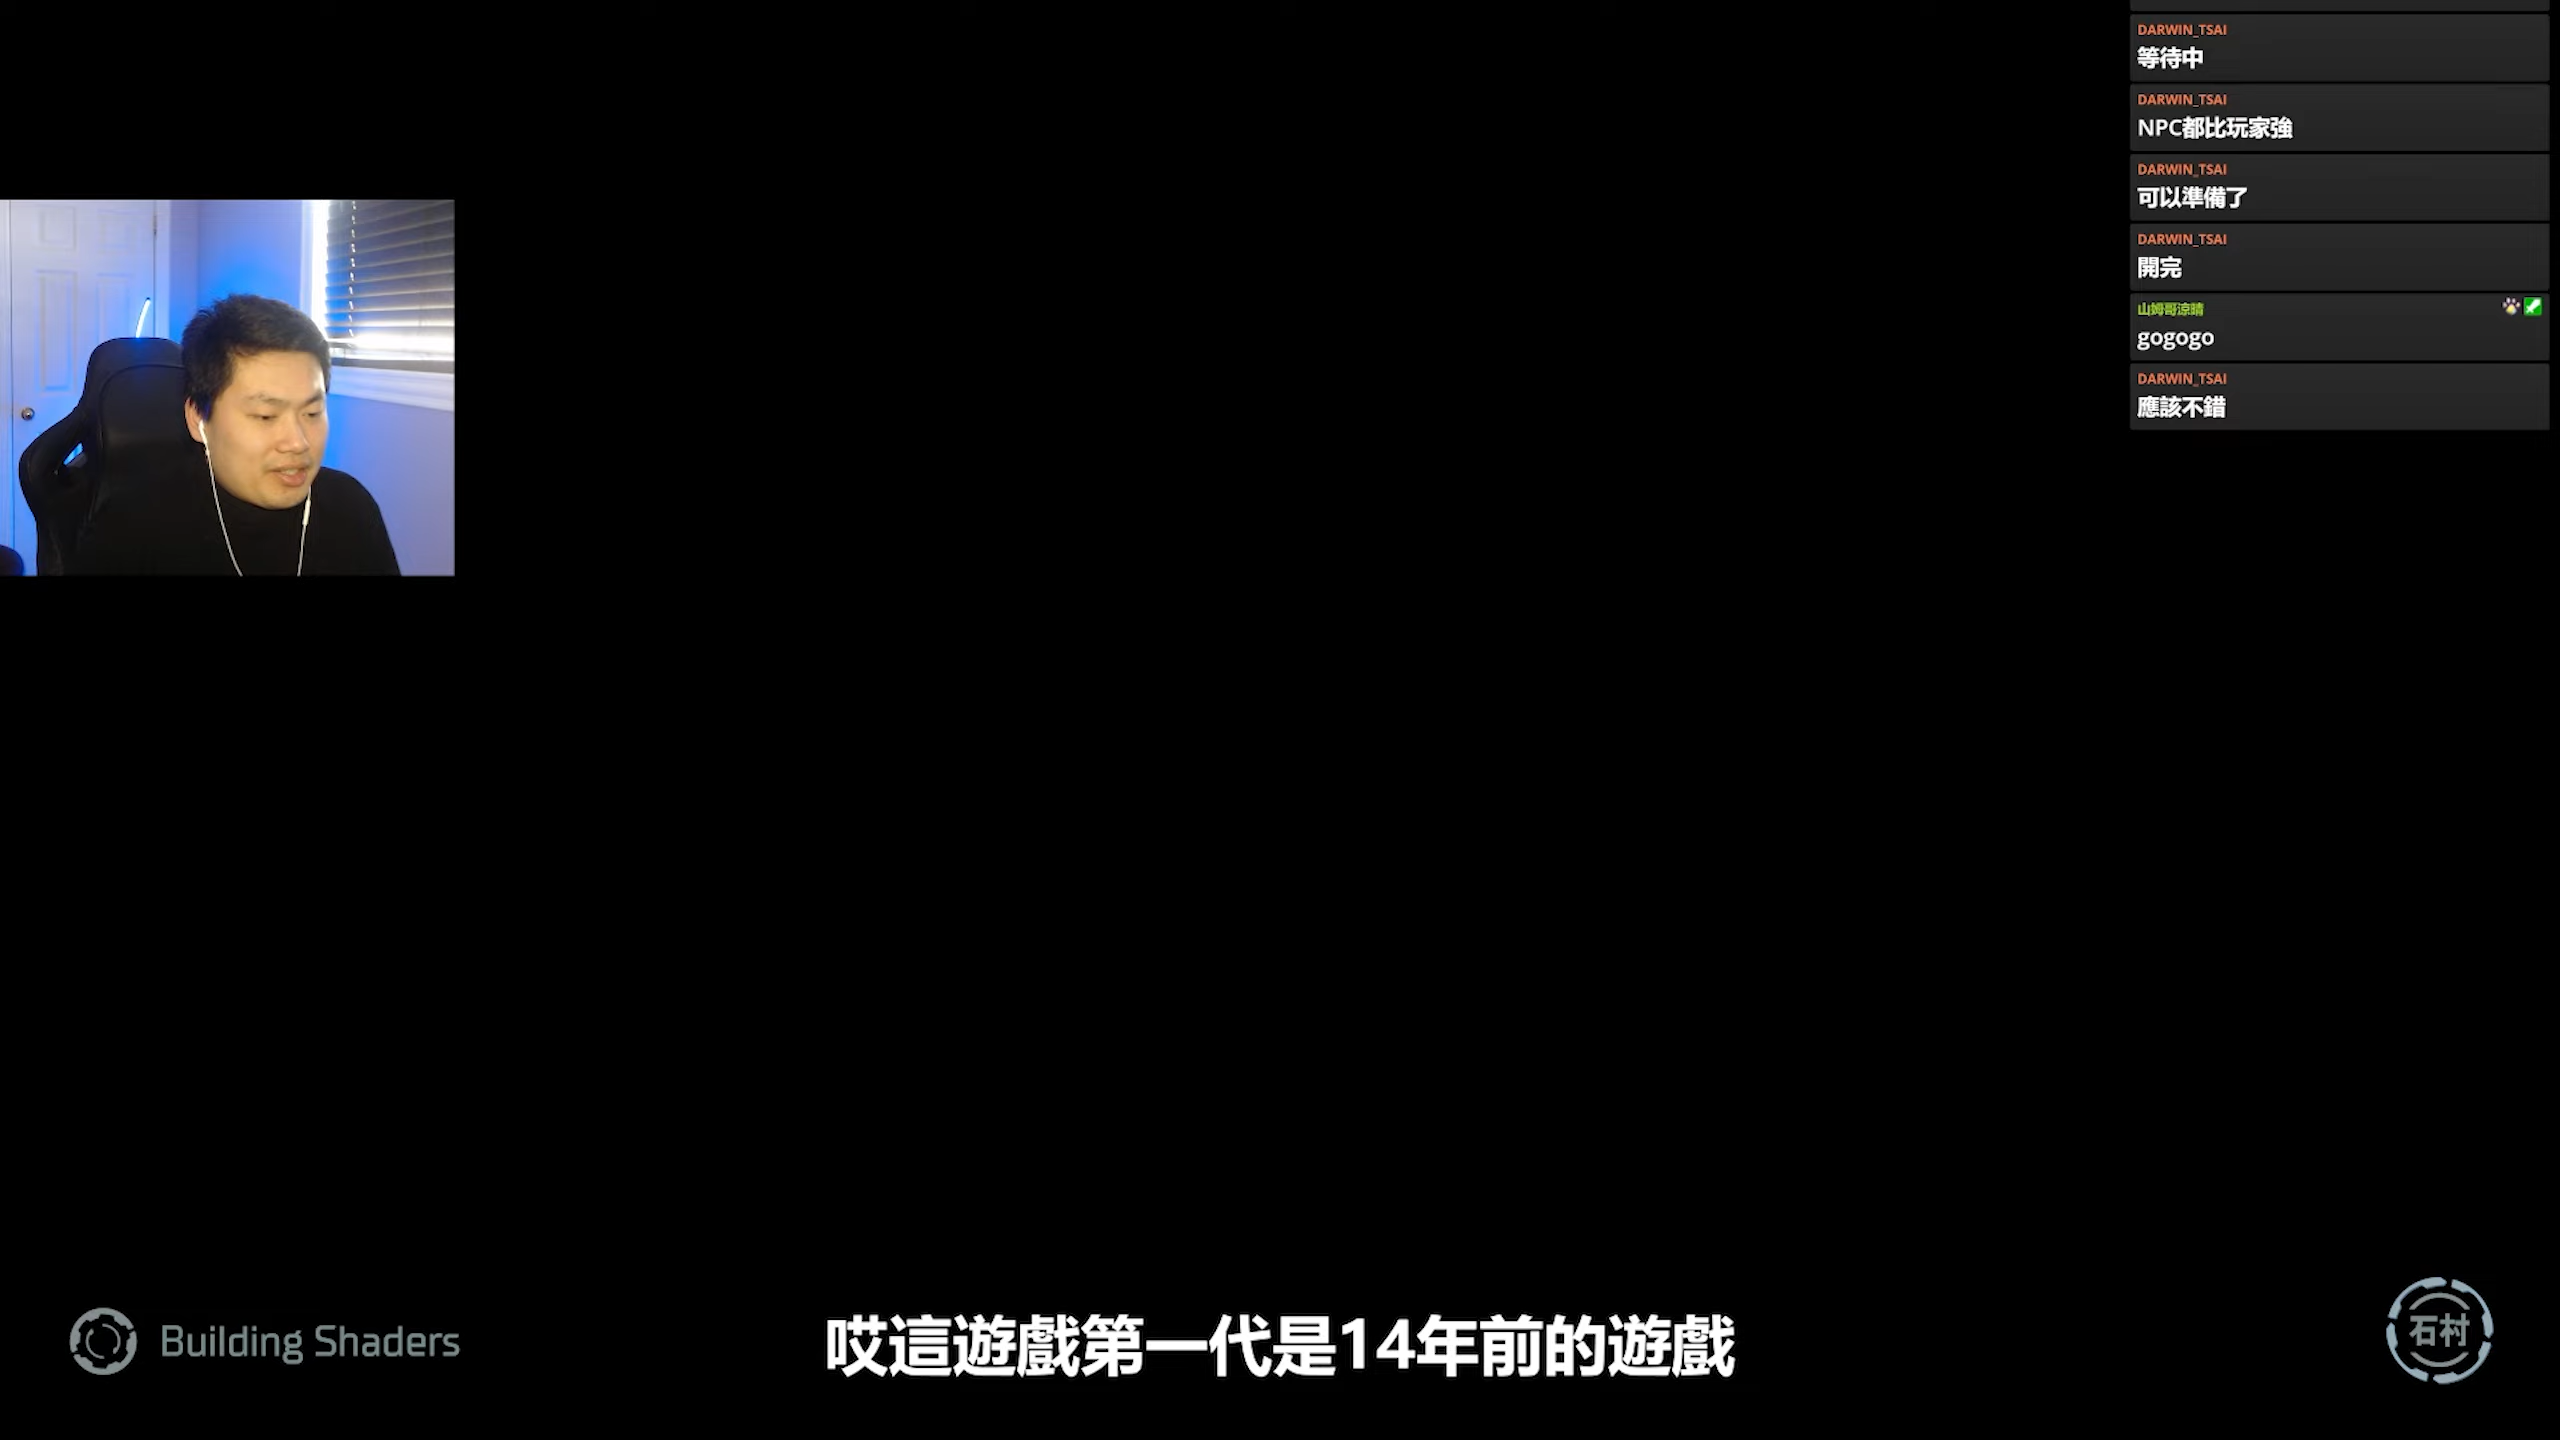 DARWIN_TSAI
等待中
DARWIN_TSAI
NPC都比玩家強
DARWIN_TSAI
可以準備了
DARWIN_TSAI
開完
山姆哥涼晴
gogogo
DARWIN_TSAI
應該不錯
Building Shaders
哎這遊戲第一代是14年前的遊戲
石村